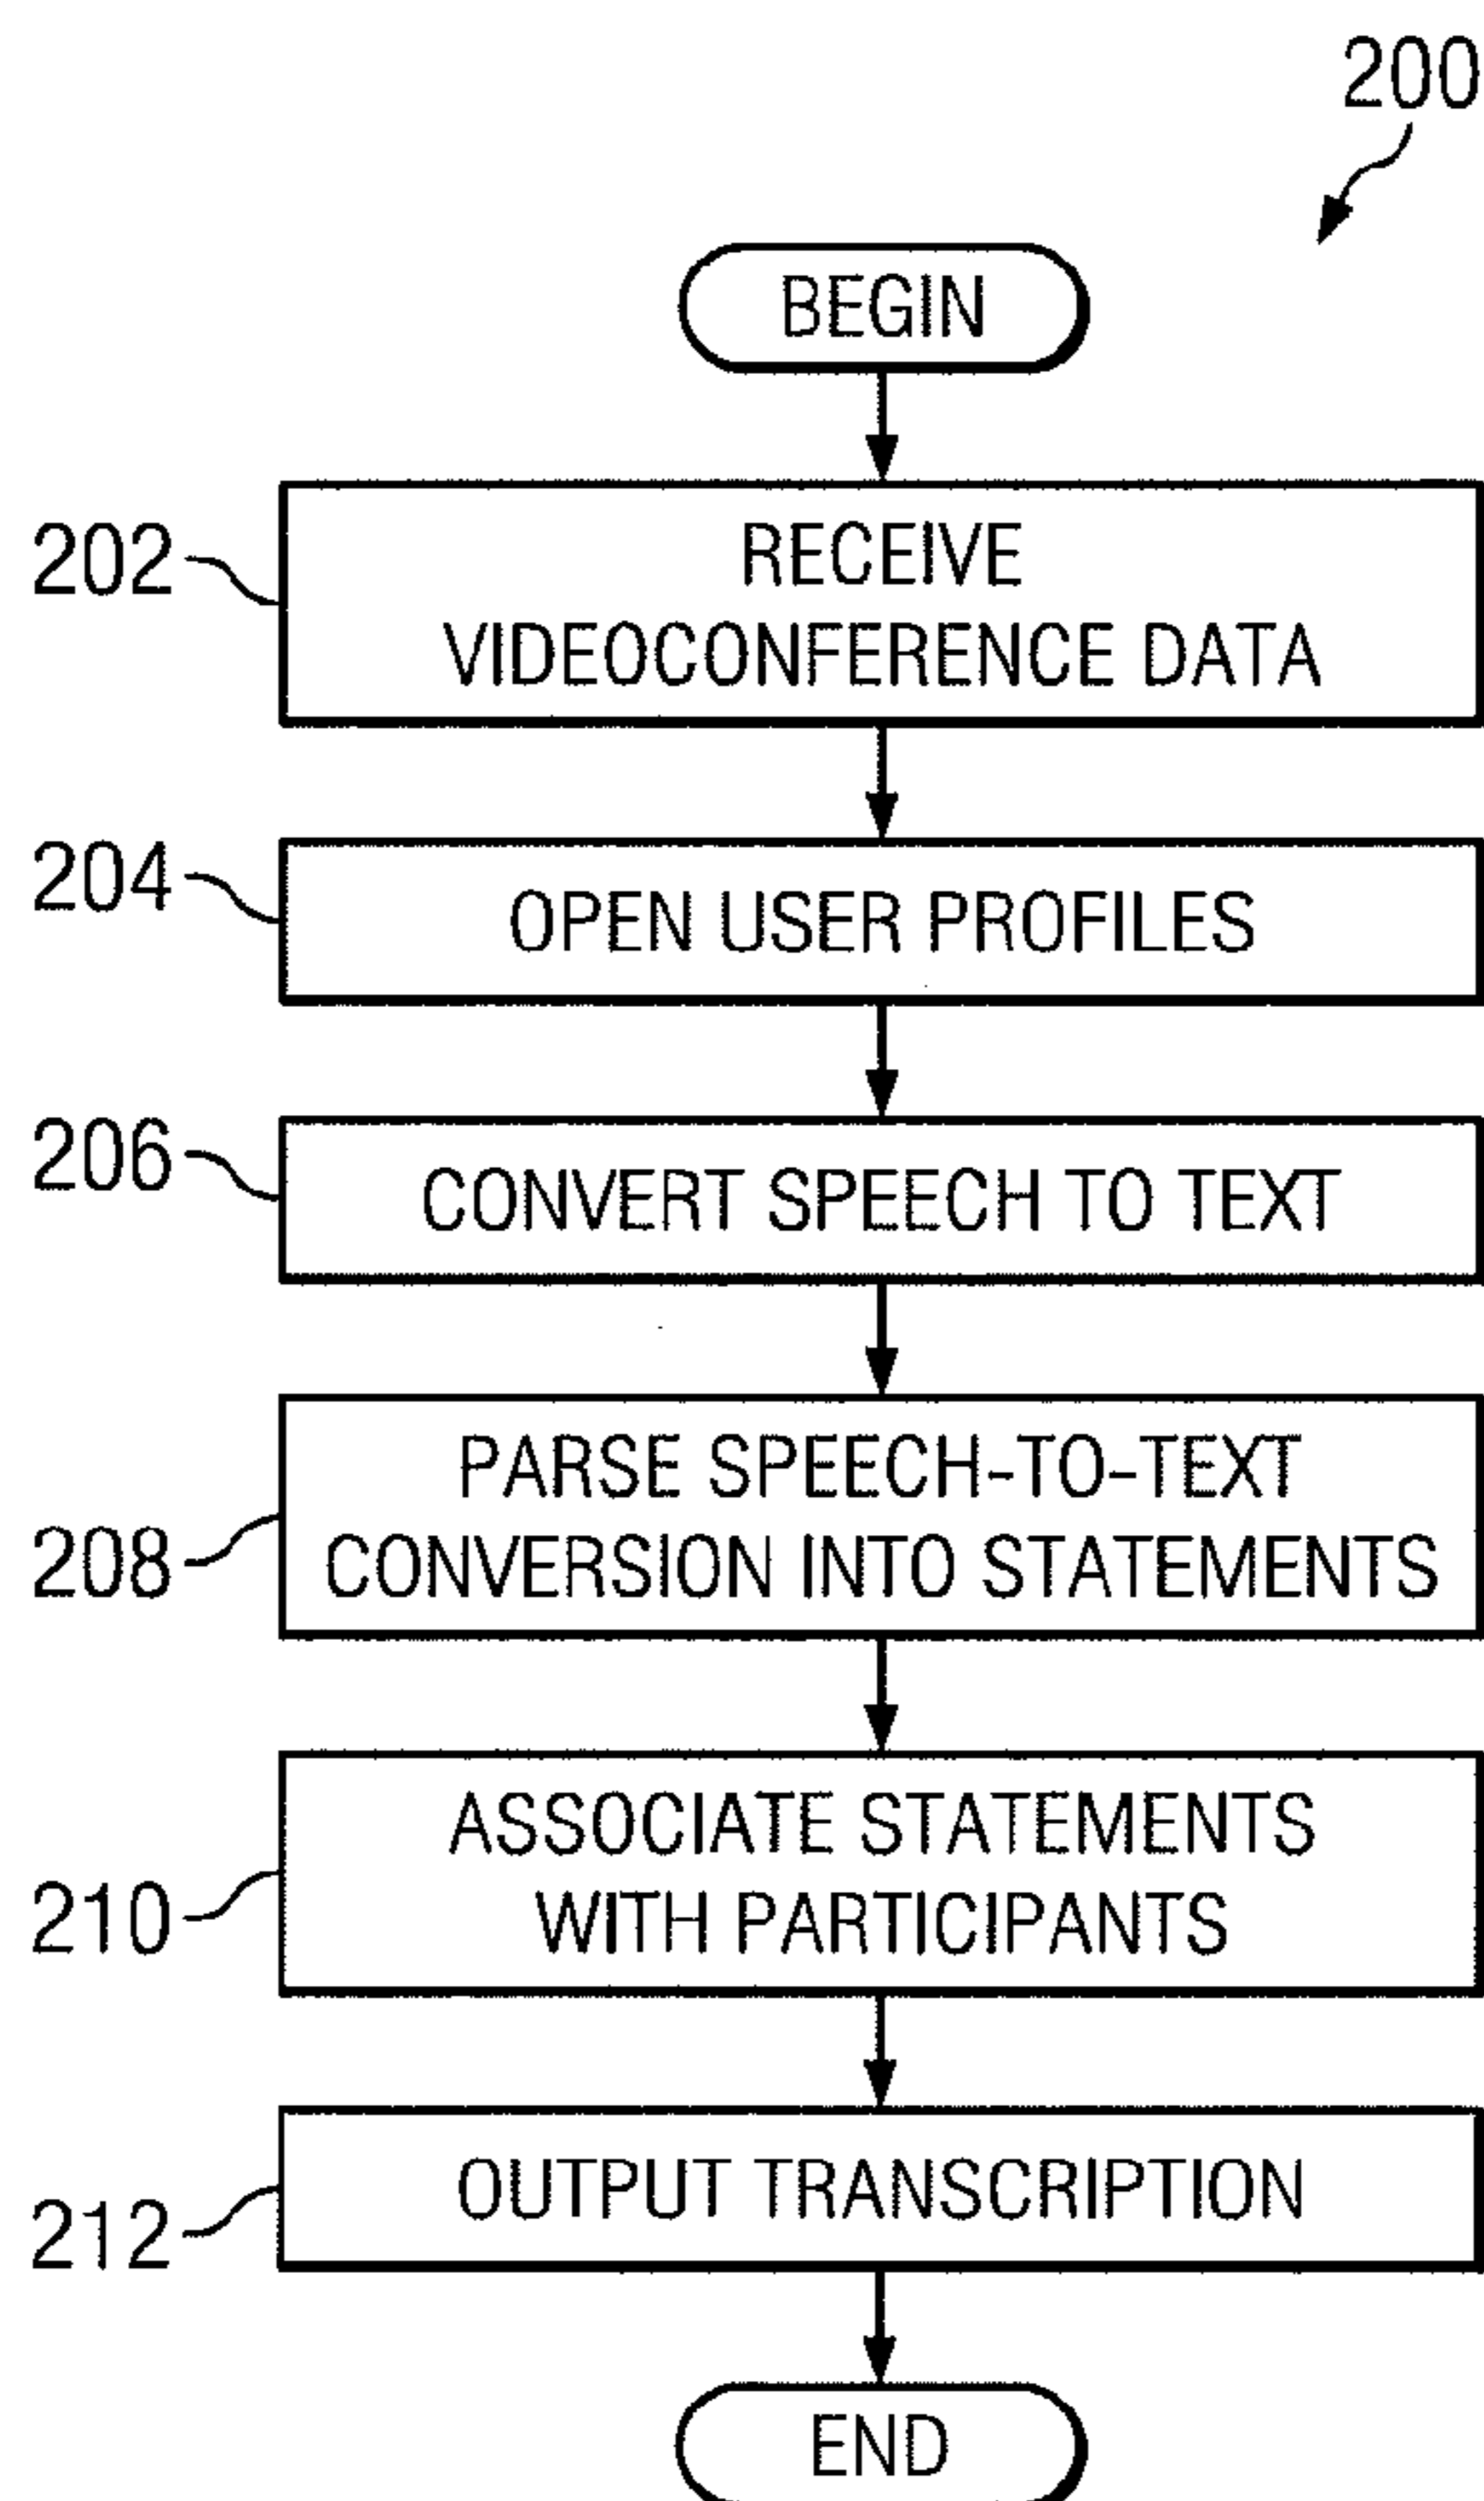 200
BEGIN
202
RECEIVE
VIDEOCONFERENCE DATA
204
OPEN USER PROFILES
206
CONVERT SPEECH TO TEXT
208
PARSE SPEECH-TO-TEXT
CONVERSION INTO STATEMENTS
210
ASSOCIATE STATEMENTS
WITH PARTICIPANTS
212
OUTPUT TRANSCRIPTION
END